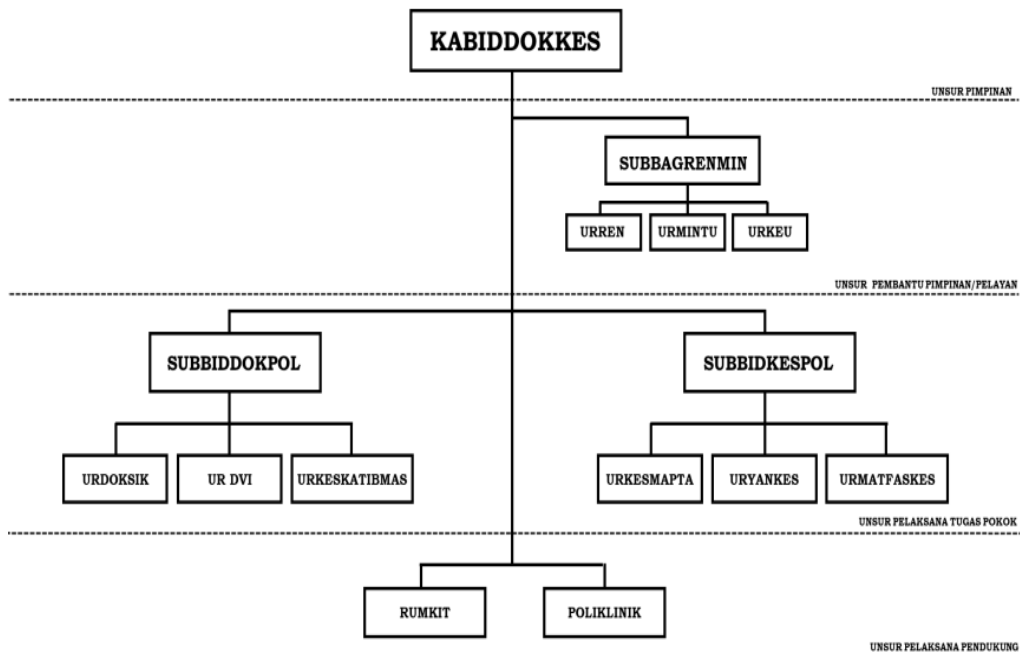 KABIDDOKKES
UNSUR PIMPINAN
SUBBAGRENMIN
URREN
URMINTU
URKEU
UNSUR PEMBANTU PIMPINAN/PELAYAN
SUBBIDDOKPOL
SUBBIDKESPOL
URDOKSIK
UR DVI
URKESKATIBMAS
URKESMAPTA
URYANKES
URMATFASKES
UNSUR PELAKSANA TUGAS POKOK
RUMKIT
POLIKLINIK
UNSUR PELAKSANA PENDUKUNG